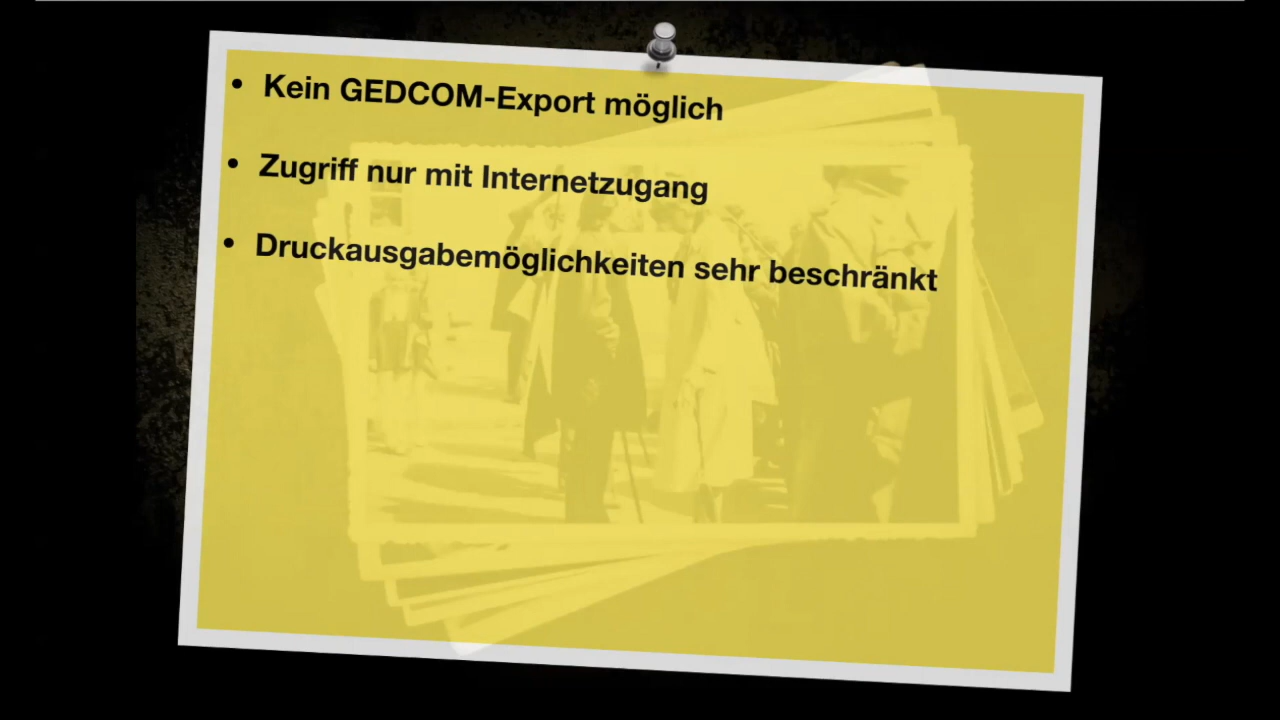 • Kein GEDCOM-Export möglich
• Zugriff nur mit Internetzugang
• Druckausgabemöglichkeiten sehr beschränkt